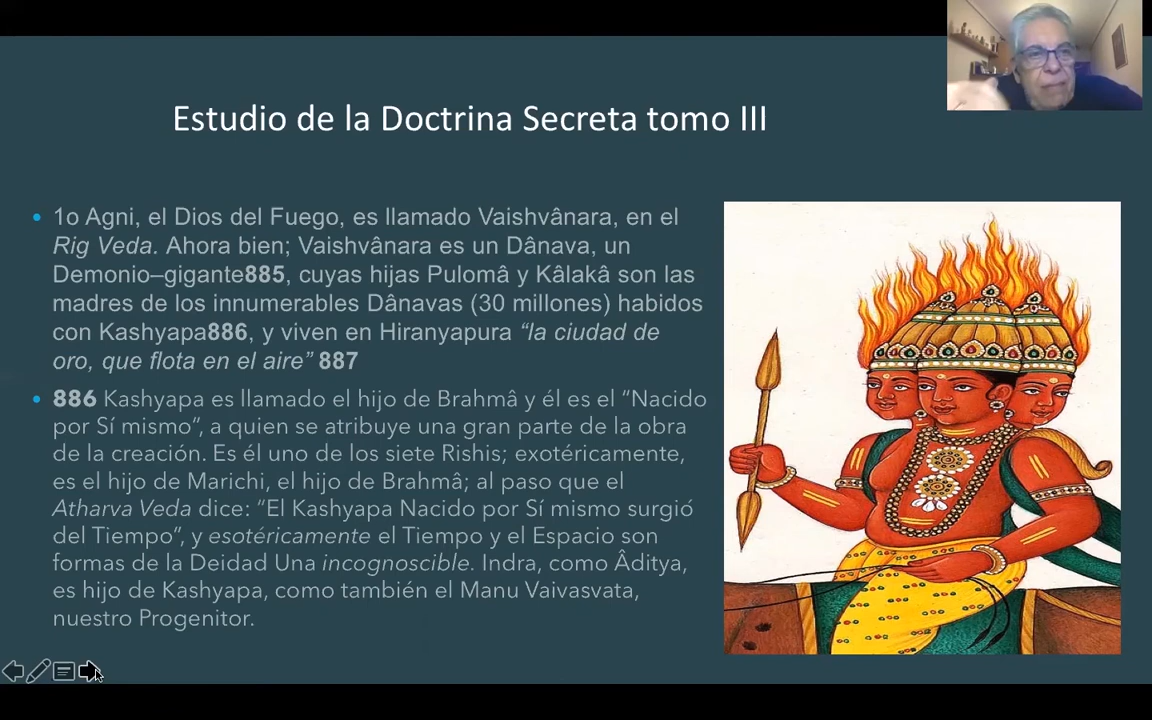 Estudio de la Doctrina Secreta tomo III
• 1o Agni, el Dios del Fuego, es llamado Vaishvânara, en el
Rig Veda. Ahora bien; Vaishvânara es un Dânava, un
Demonio–gigante885, cuyas hijas Pulomâ y Kâlakâ son las
madres de los innumerables Dânavas (30 millones) habidos
con Kashyapa886, y viven en Hiranyapura “la ciudad de
oro, que flota en el aire” 887
• 886 Kashyapa es llamado el hijo de Brahmâ y él es el “Nacido
por Sí mismo”, a quien se atribuye una gran parte de la obra
de la creación. Es él uno de los siete Rishis; exotéricamente,
es el hijo de Marichi, el hijo de Brahmâ; al paso que el
Atharva Veda dice: “El Kashyapa Nacido por Sí mismo surgió
del Tiempo”, y esotéricamente el Tiempo y el Espacio son
formas de la Deidad Una incognoscible. Indra, como Âditya,
es hijo de Kashyapa, como también el Manu Vaivasvata,
nuestro Progenitor.